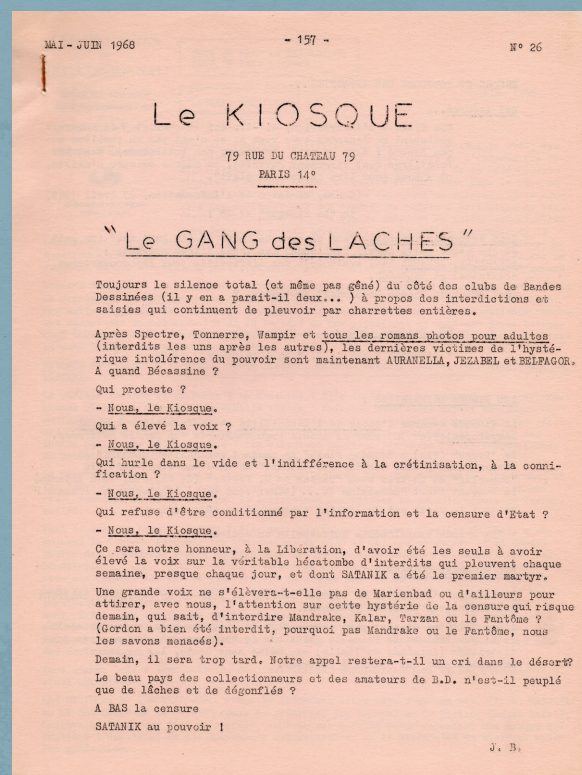 MAI - JUIN 1968
- 157 -
N° 26
Le KIOSQUE
79 RUE DU CHATEAU 79
PARIS 14°
"Le GANG des LACHES"
Toujours le silence total (et même pas gêné) du côté des clubs de Bandes
Dessinées (il y en a parait-il deux... ) à propos des interdictions et
saisies qui continuent de pleuvoir par charrettes entières.
Après Spectre, Tonnerre, Wampir et tous les romans photos pour adultes
(interdits les uns après les autres), les dernières victimes de l'hysté-
rique intolérence du pouvoir sont maintenant AURANELLA, JEZABEL et BELFAGOR.
A quand Bécassine ?
Qui proteste ?
- Nous, le Kiosque.
Qui a élevé la voix ?
- Nous, le Kiosque.
Qui hurle dans le vide et l'indifférence à la crétinisation, à la conni-
fication ?
- Nous, le Kiosque.
Qui refuse d'être conditionné par l'information et la censure d'Etat ?
- Nous, le Kiosque.
Ce sera notre honneur, à la Libération, d'avoir été les seuls à avoir
élevé la voix sur la véritable hécatombe d'interdits qui pleuvent chaque
semaine, presque chaque jour, et dont SATANIK a été le premier martyr.
Une grande voix ne s'élèvera-t-elle pas de Marienbad ou d'ailleurs pour
attirer, avec nous, l'attention sur cette hystérie de la censure qui risque
demain, qui sait, d'interdire Mandrake, Kalar, Tarzan ou le Fantôme ?
(Gordon a bien été interdit, pourquoi pas Mandrake ou le Fantôme, nous
les savons menacés).
Demain, il sera trop tard. Notre appel restera-t-il un cri dans le désert?
Le beau pays des collectionneurs et des amateurs de B.D. n'est-il peuplé
que de lâches et de dégonflés ?
A BAS la censure
SATANIK au pouvoir !
J. B.